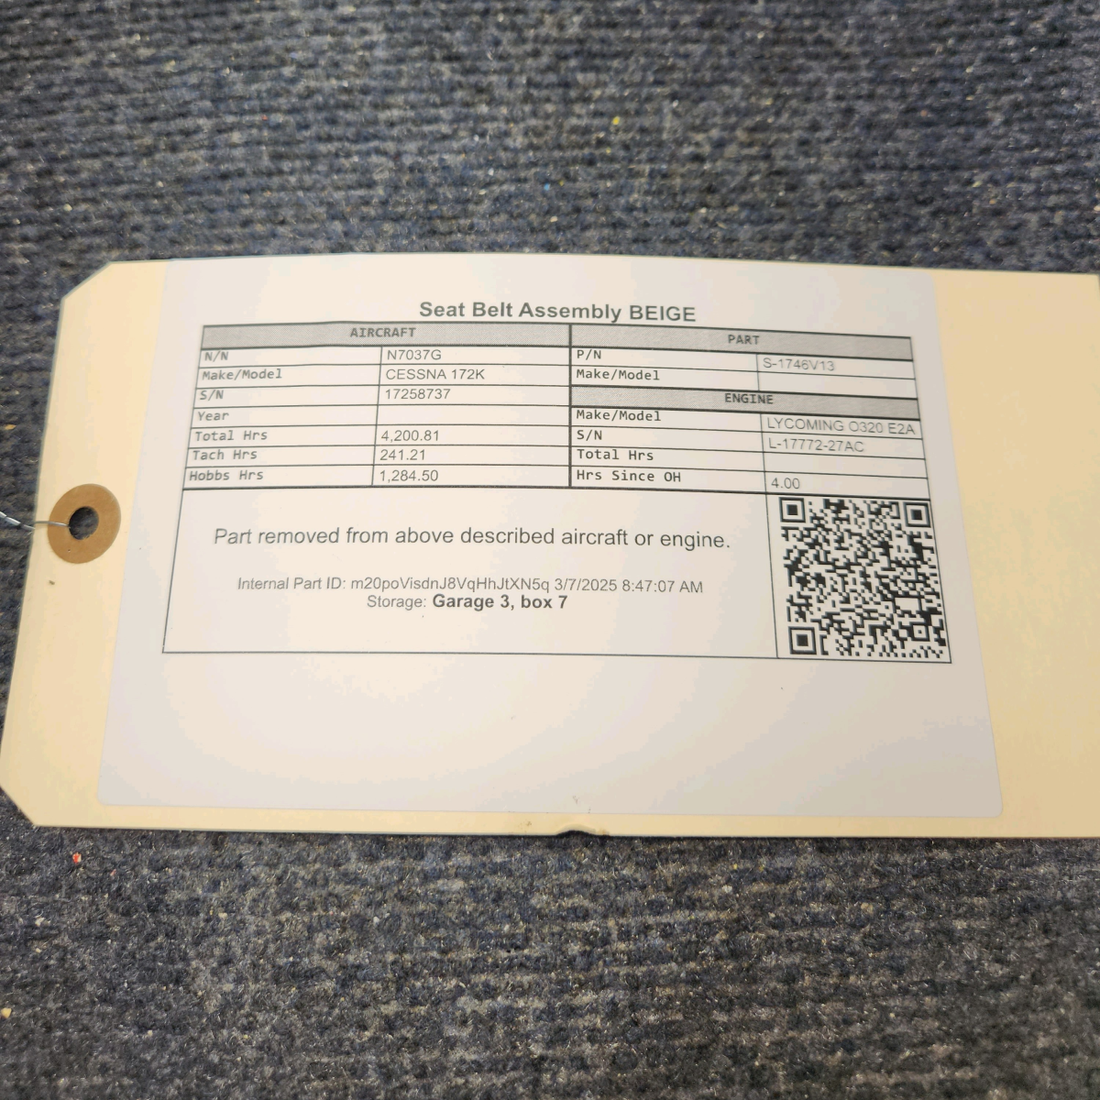 Seat Belt Assembly BEIGE
AIRCRAFT
N/N N7037G
Make/Model CESSNA 172K
S/N 17258737
Year
Total Hrs 4,200.81
Tach Hrs 241.21
Hobbs Hrs 1,284.50
PART
P/N S-1746V13
Make/Model
ENGINE
Make/Model LYCOMING O320 E2A
S/N L-17772-27AC
Total Hrs
Hrs Since OH 4.00
Part removed from above described aircraft or engine.
Internal Part ID: m20poVisdnJ8VqHhJtXN5q 3/7/2025 8:47:07 AM
Storage: Garage 3, box 7